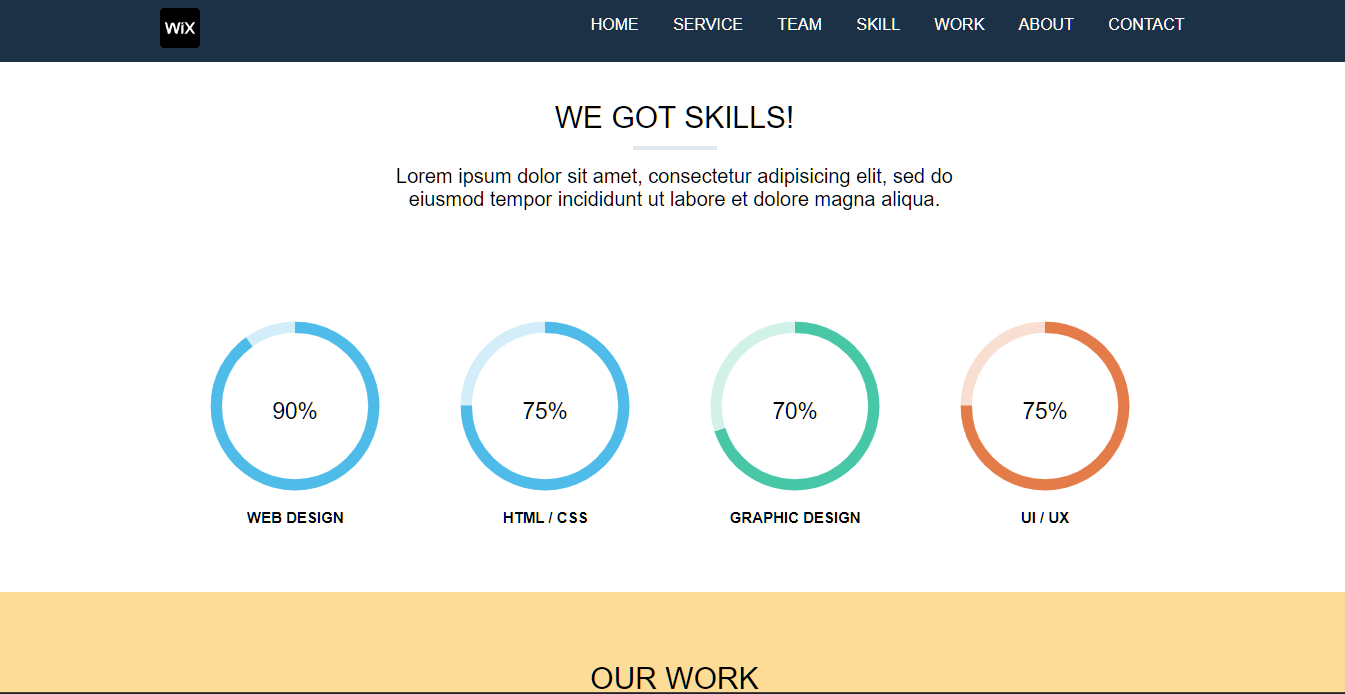 WiX
HOME SERVICE TEAM SKILL WORK ABOUT CONTACT
WE GOT SKILLS!
Lorem ipsum dolor sit amet, consectetur adipisicing elit, sed do
eiusmod tempor incididunt ut labore et dolore magna aliqua.
90% 75% 70% 75%
WEB DESIGN HTML / CSS GRAPHIC DESIGN UI / UX
OUR WORK